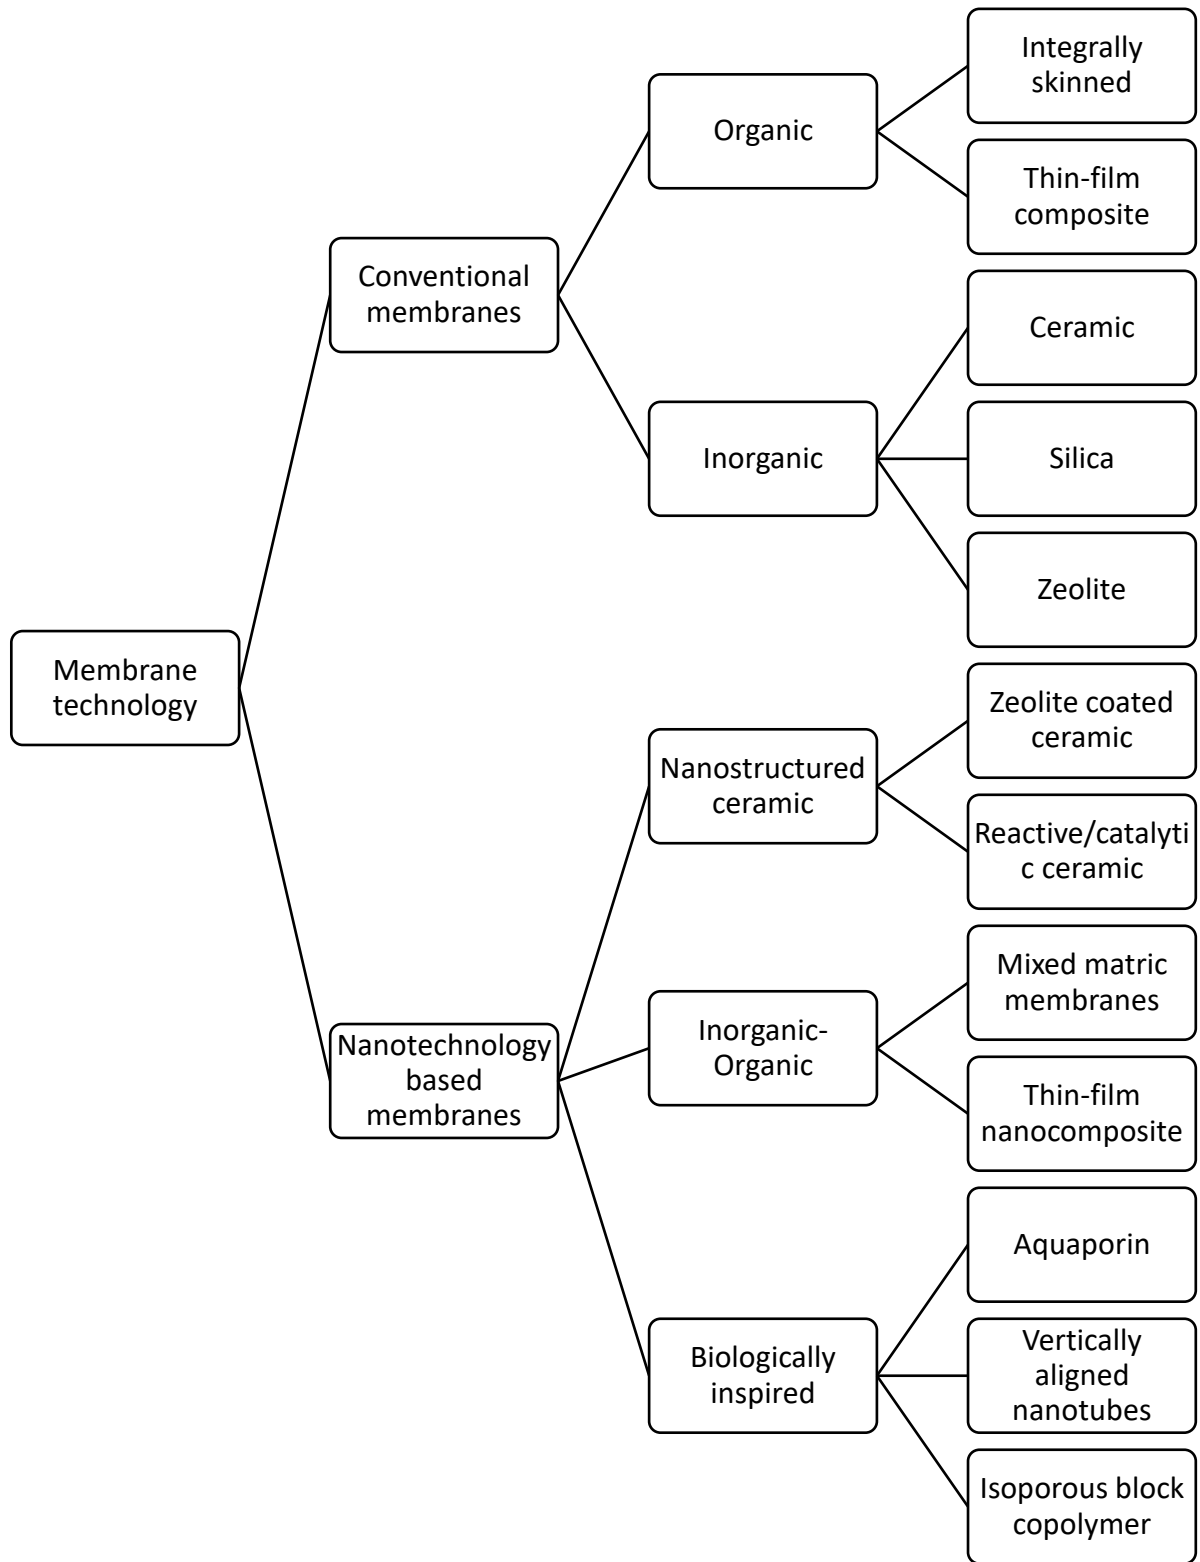 Integrally
skinned
Organic
Thin-film
composite
Conventional
membranes
Ceramic
Inorganic
Silica
Zeolite
Membrane
technology
Zeolite coated
ceramic
Nanostructured
ceramic
Reactive/catalyti
c ceramic
Mixed matric
membranes
Nanotechnology
based
membranes
Inorganic-
Organic
Thin-film
nanocomposite
Aquaporin
Biologically
inspired
Vertically
aligned
nanotubes
Isoporous block
copolymer